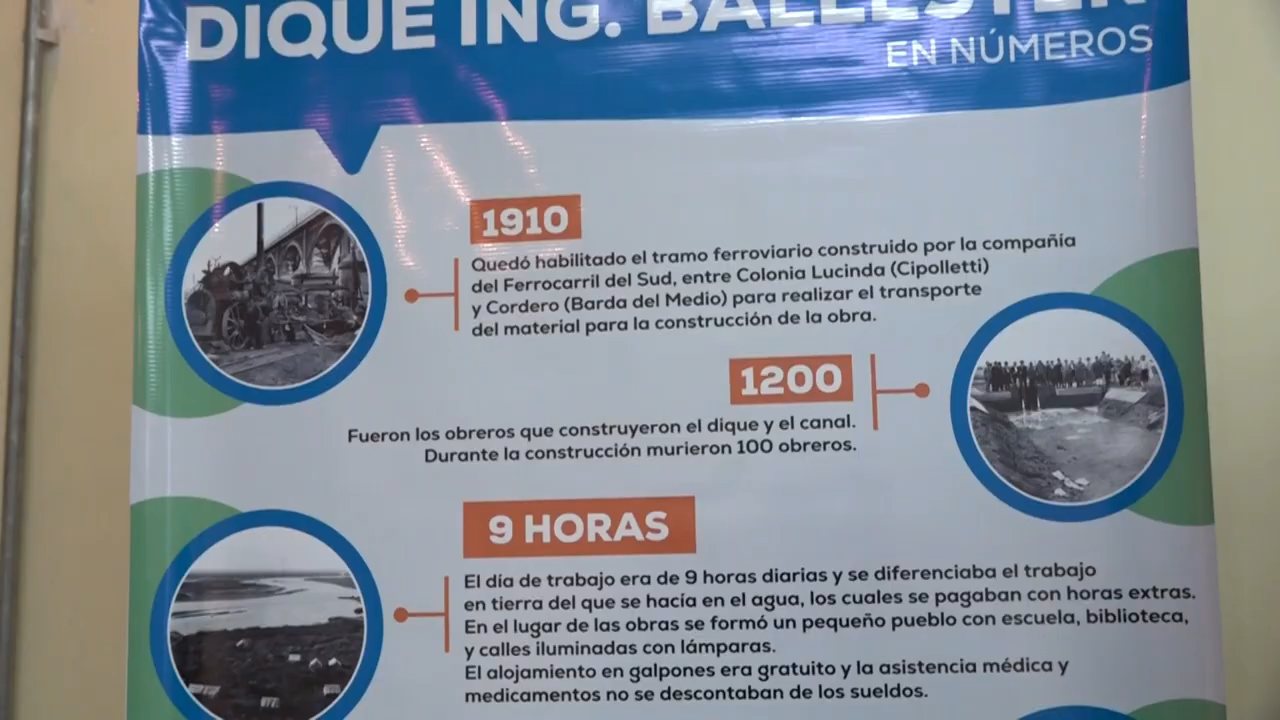 DIQUE ING. BALLESTER
EN NÚMEROS
1910
Quedó habilitado el tramo ferroviario construido por la compañía
del Ferrocarril del Sud, entre Colonia Lucinda (Cipolletti)
y Cordero (Barda del Medio) para realizar el transporte
del material para la construcción de la obra.
1200
Fueron los obreros que construyeron el dique y el canal.
Durante la construcción murieron 100 obreros.
9 HORAS
El día de trabajo era de 9 horas diarias y se diferenciaba el trabajo
en tierra del que se hacía en el agua, los cuales se pagaban con horas extras.
En el lugar de las obras se formó un pequeño pueblo con escuela, biblioteca,
y calles iluminadas con lámparas.
El alojamiento en galpones era gratuito y la asistencia médica y
medicamentos no se descontaban de los sueldos.